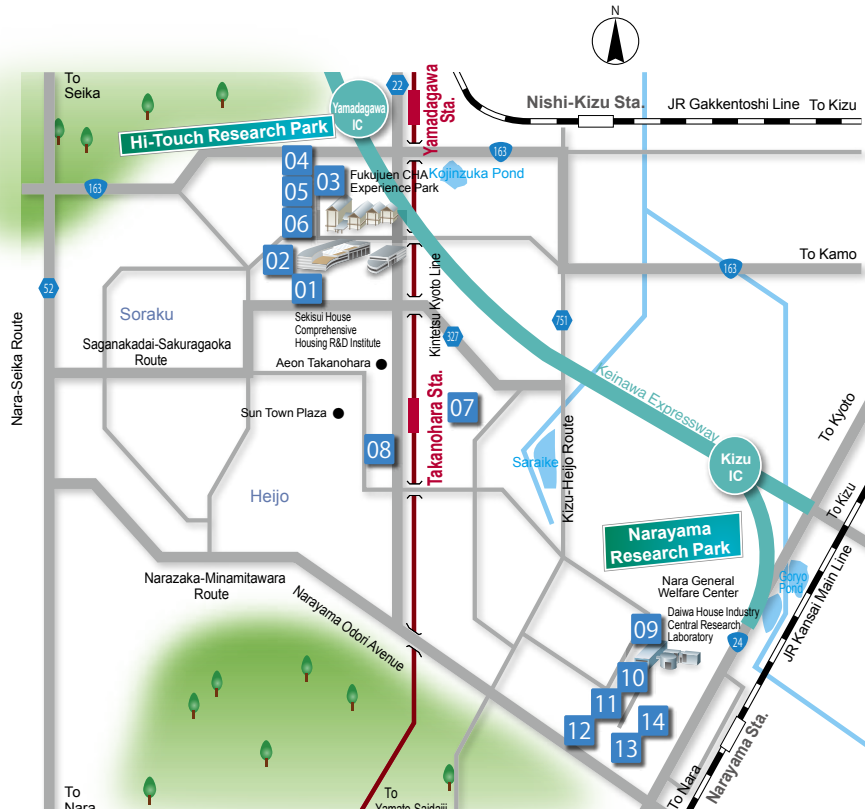 N
To
Seika
22
Yamadagawa
IC
Yamadagawa
Sta.
Nishi-Kizu Sta.
JR Gakkentoshi Line
To Kizu
Hi-Touch Research Park
163
163
04
03
05
06
Fukujuen CHA
Experience Park
Kojinzuka Pond
02
01
To Kamo
163
52
Soraku
Saganakadai-Sakuragaoka
Route
Sekisui House
Comprehensive
Housing R&D Institute
Kintetsu Kyoto Line
327
751
Nara-Seika Route
Aeon Takanohara
Sun Town Plaza
Takanohara Sta.
07
08
Keinawa Expressway
To Kyoto
Kizu
IC
Saraike
Kizu-Heijo Route
To Kizu
Heijo
Narayama
Research Park
Narazaka-Minamitawara
Route
Narayama Odori Avenue
Nara General
Welfare Center
Goryo
Pond
Daiwa House Industry
Central Research
Laboratory
09
24
JR Kansai Main Line
10
11
12
14
13
Narayama Sta.
To Nara
To
Nara
To
Yamato-Saidaiji